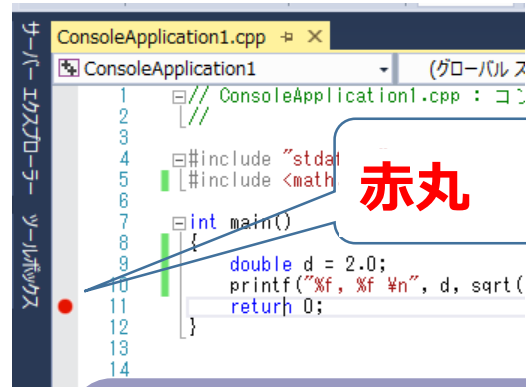 サーバー エクスプローラー
ツールボックス
ConsoleApplication1.cpp
ConsoleApplication1
(グローバル ス
1 // ConsoleApplication1.cpp : コン
2 //
3
4 #include "stdaf
5 #include <math
6
7 int main()
8 {
9 double d = 2.0;
10 printf("%f, %f ¥n", d, sqrt(
11 return 0;
12 }
13
14
赤丸